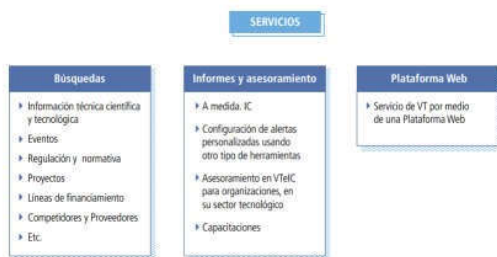 SERVICIOS
Búsquedas
Información técnica científica
y tecnológica
Eventos
Regulación y normativa
Proyectos
Líneas de financiamiento
Competidores y Proveedores
Etc.
Informes y asesoramiento
A medida. IC
Configuración de alertas
personalizadas usando
otro tipo de herramientas
Asesoramiento en VTeIC
para organizaciones, en
su sector tecnológico
Capacitaciones
Plataforma Web
Servicio de VT por medio
de una Plataforma Web